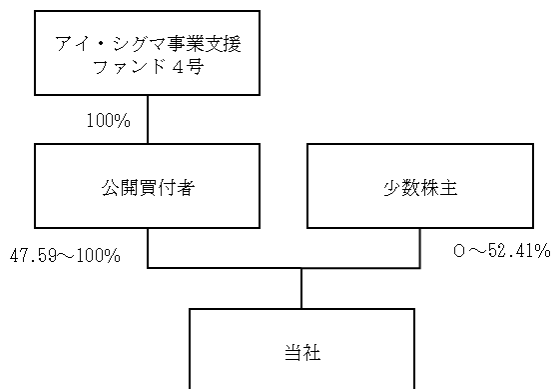 アイ・シグマ事業支援
ファンド４号
100%
公開買付者
少数株主
47.59～100%
０～52.41%
当社